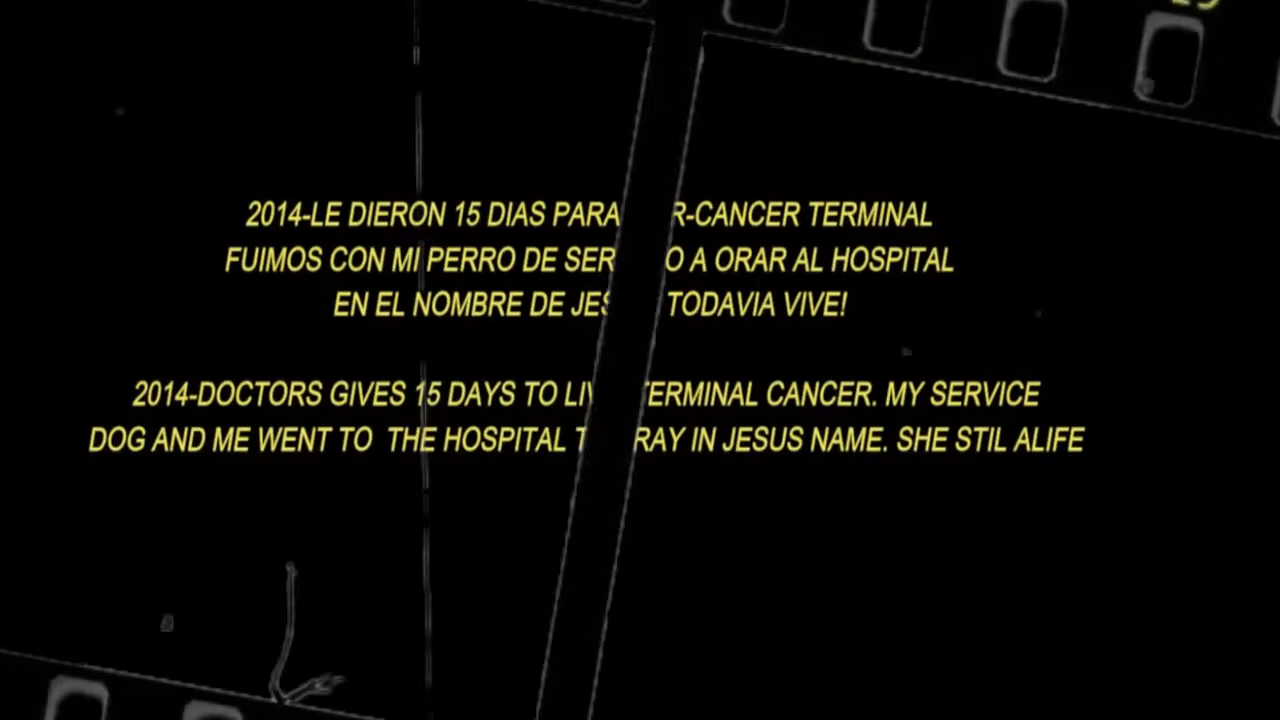 2014-LE DIERON 15 DIAS PARA R-CANCER TERMINAL
FUIMOS CON MI PERRO DE SER O A ORAR AL HOSPITAL
EN EL NOMBRE DE JES TODAVIA VIVE!
2014-DOCTORS GIVES 15 DAYS TO LIV TERMINAL CANCER. MY SERVICE
DOG AND ME WENT TO THE HOSPITAL T RAY IN JESUS NAME. SHE STIL ALIFE